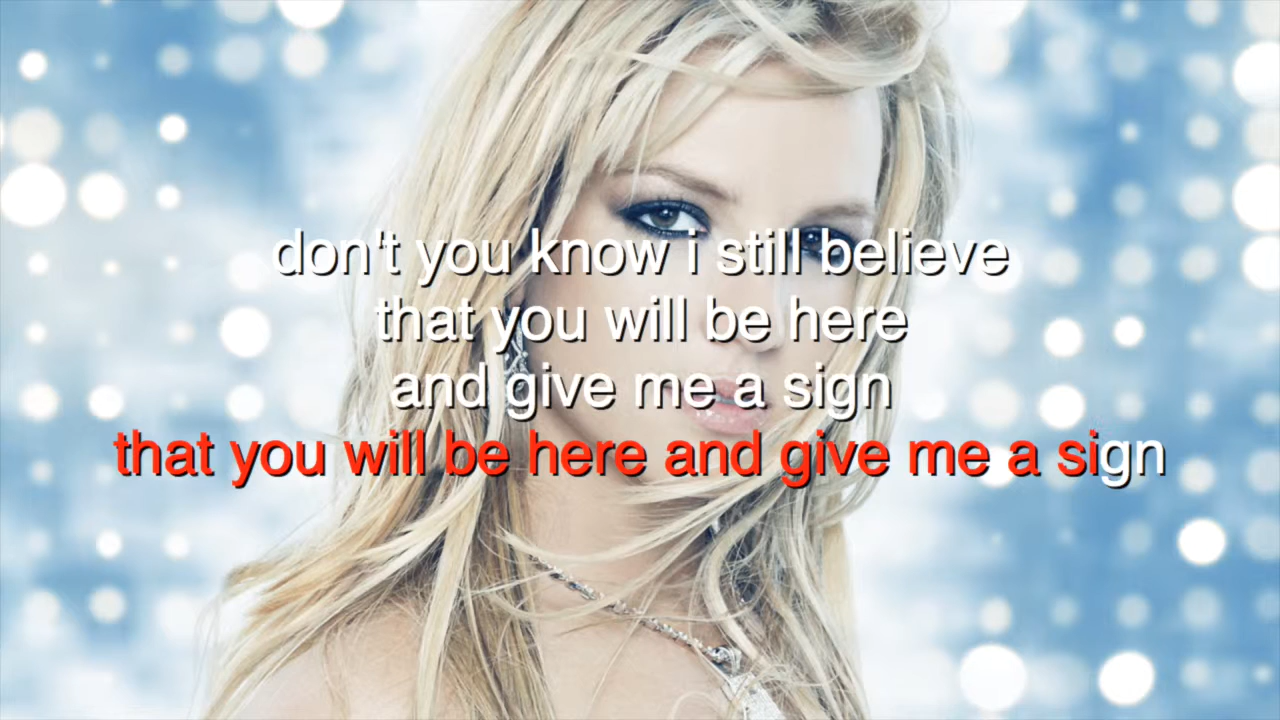 don't you know i still believe
that you will be here
and give me a sign
that you will be here and give me a sign